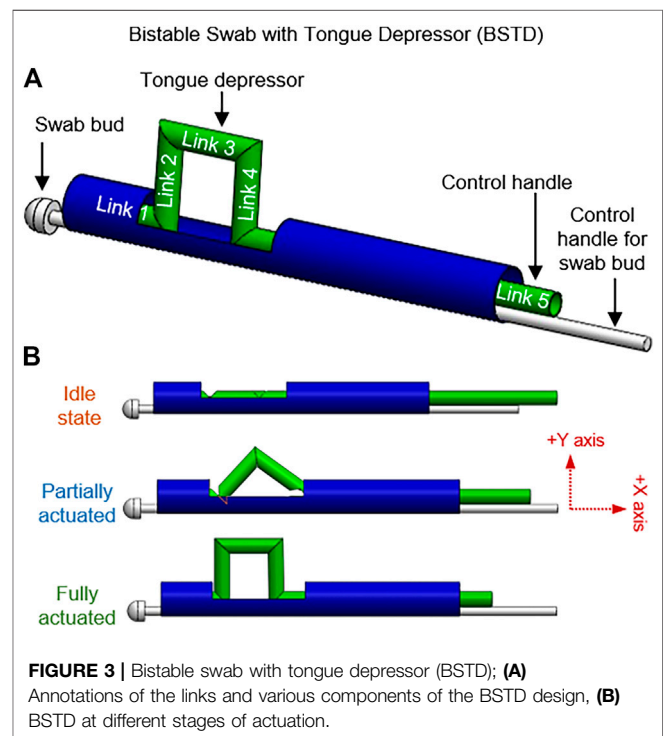 Bistable Swab with Tongue Depressor (BSTD)
A
Tongue depressor
Swab bud
Link 3
Link 2
Link 4
Link 1
Control handle
Control
handle for
swab bud
Link 5
B
Idle
state
+Y axis
+X axis
Partially
actuated
Fully
actuated
FIGURE 3 | Bistable swab with tongue depressor (BSTD); (A)
Annotations of the links and various components of the BSTD design, (B)
BSTD at different stages of actuation.